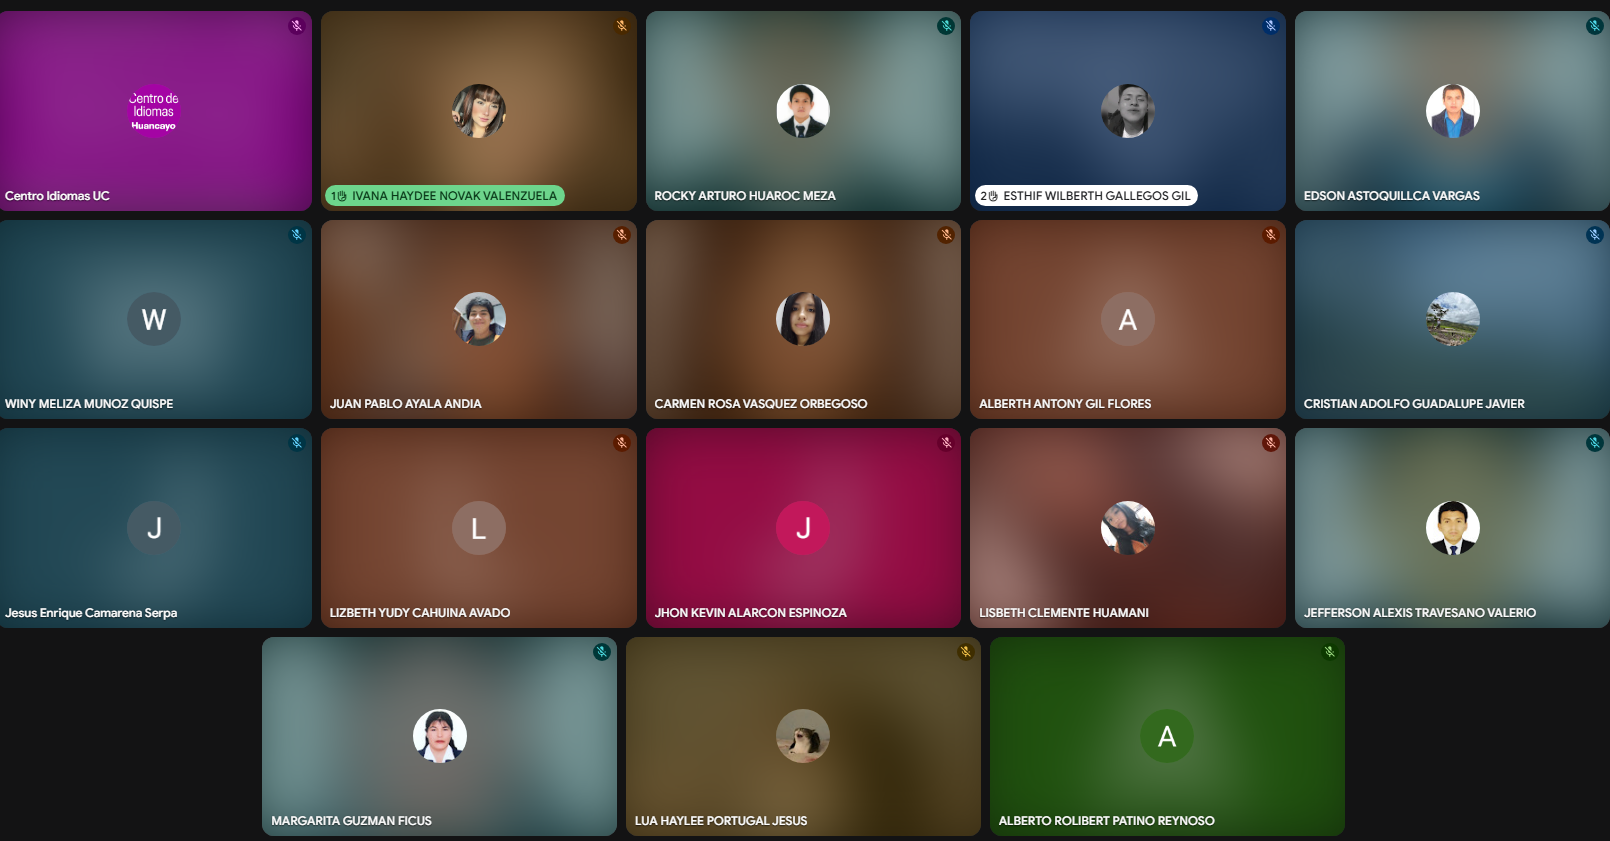 Centro de
Idiomas
Huancayo
Centro Idiomas UC
1 IVANA HAYDEE NOVAK VALENZUELA
ROCKY ARTURO HUAROC MEZA
2 ESTHIF WILBERTH GALLEGOS GIL
EDSON ASTOQUILLCA VARGAS
W
WINY MELIZA MUNOZ QUISPE
JUAN PABLO AYALA ANDIA
CARMEN ROSA VASQUEZ ORBEGOSO
A
ALBERTH ANTONY GIL FLORES
CRISTIAN ADOLFO GUADALUPE JAVIER
J
Jesus Enrique Camarena Serpa
L
LIZBETH YUDY CAHUINA AVADO
J
JHON KEVIN ALARCON ESPINOZA
LISBETH CLEMENTE HUAMANI
JEFFERSON ALEXIS TRAVESANO VALERIO
MARGARITA GUZMAN FICUS
LUA HAYLEE PORTUGAL JESUS
A
ALBERTO ROLIBERT PATINO REYNOSO